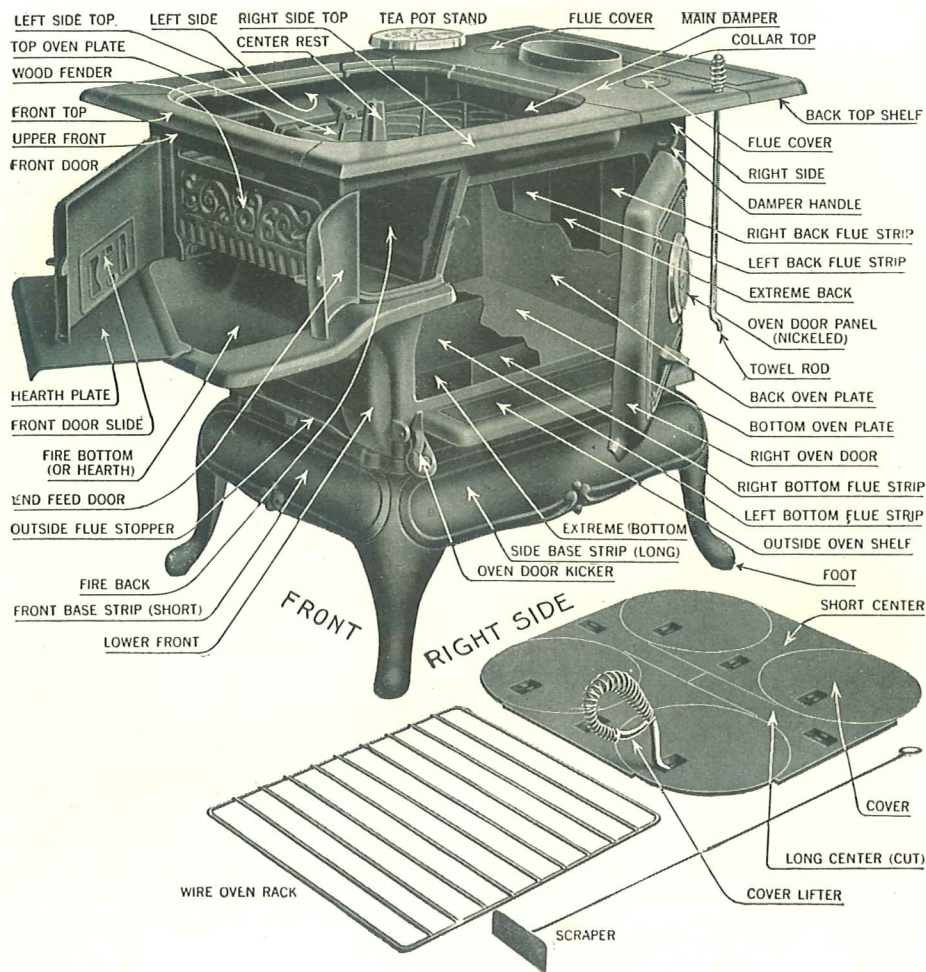 LEFT SIDE TOP
LEFT SIDE
RIGHT SIDE TOP
TEA POT STAND
FLUE COVER
MAIN DAMPER
TOP OVEN PLATE
CENTER REST
COLLAR TOP
WOOD FENDER
FRONT TOP
BACK TOP SHELF
UPPER FRONT
FLUE COVER
FRONT DOOR
RIGHT SIDE
DAMPER HANDLE
RIGHT BACK FLUE STRIP
LEFT BACK FLUE STRIP
EXTREME BACK
OVEN DOOR PANEL
(NICKELED)
TOWEL ROD
HEARTH PLATE
BACK OVEN PLATE
FRONT DOOR SLIDE
BOTTOM OVEN PLATE
FIRE BOTTOM
(OR HEARTH)
RIGHT OVEN DOOR
RIGHT BOTTOM FLUE STRIP
END FEED DOOR
LEFT BOTTOM FLUE STRIP
OUTSIDE FLUE STOPPER
EXTREME BOTTOM
OUTSIDE OVEN SHELF
SIDE BASE STRIP (LONG)
OVEN DOOR KICKER
FOOT
FIRE BACK
FRONT BASE STRIP (SHORT)
LOWER FRONT
FRONT
RIGHT SIDE
SHORT CENTER
COVER
LONG CENTER (CUT)
COVER LIFTER
WIRE OVEN RACK
SCRAPER